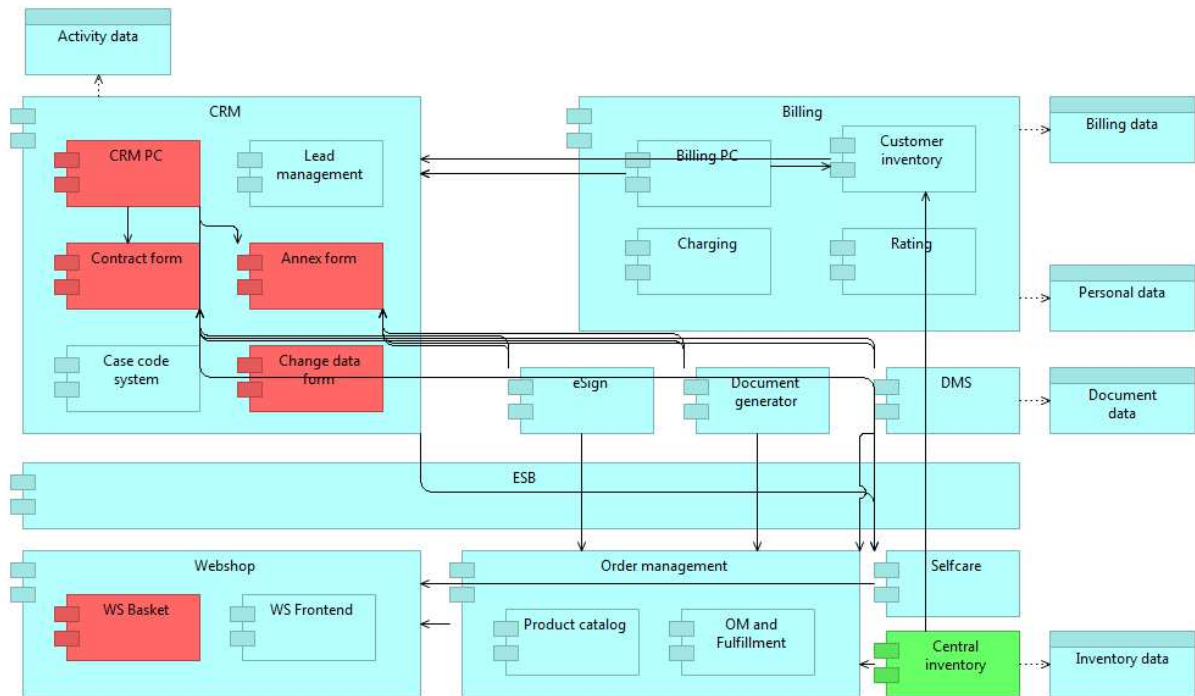 Activity data
CRM
CRM PC
Lead
management
Contract form
Annex form
Case code
system
Change data
form
Billing
Billing PC
Customer
inventory
Charging
Rating
Billing data
Personal data
eSign
Document
generator
DMS
Document
data
ESB
Webshop
WS Basket
WS Frontend
Order management
Product catalog
OM and
Fulfillment
Selfcare
Central
inventory
Inventory data